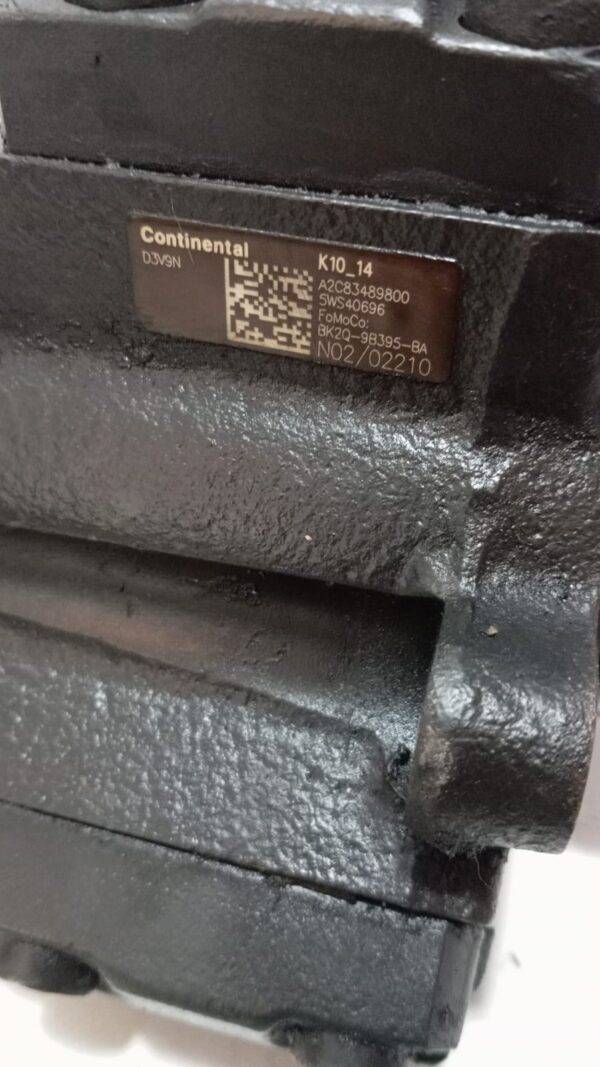 Continental
D3V9N
K10_14
A2C83489800
5WS40696
FoMoCo:
BK2Q-9B395-BA
N02/02210